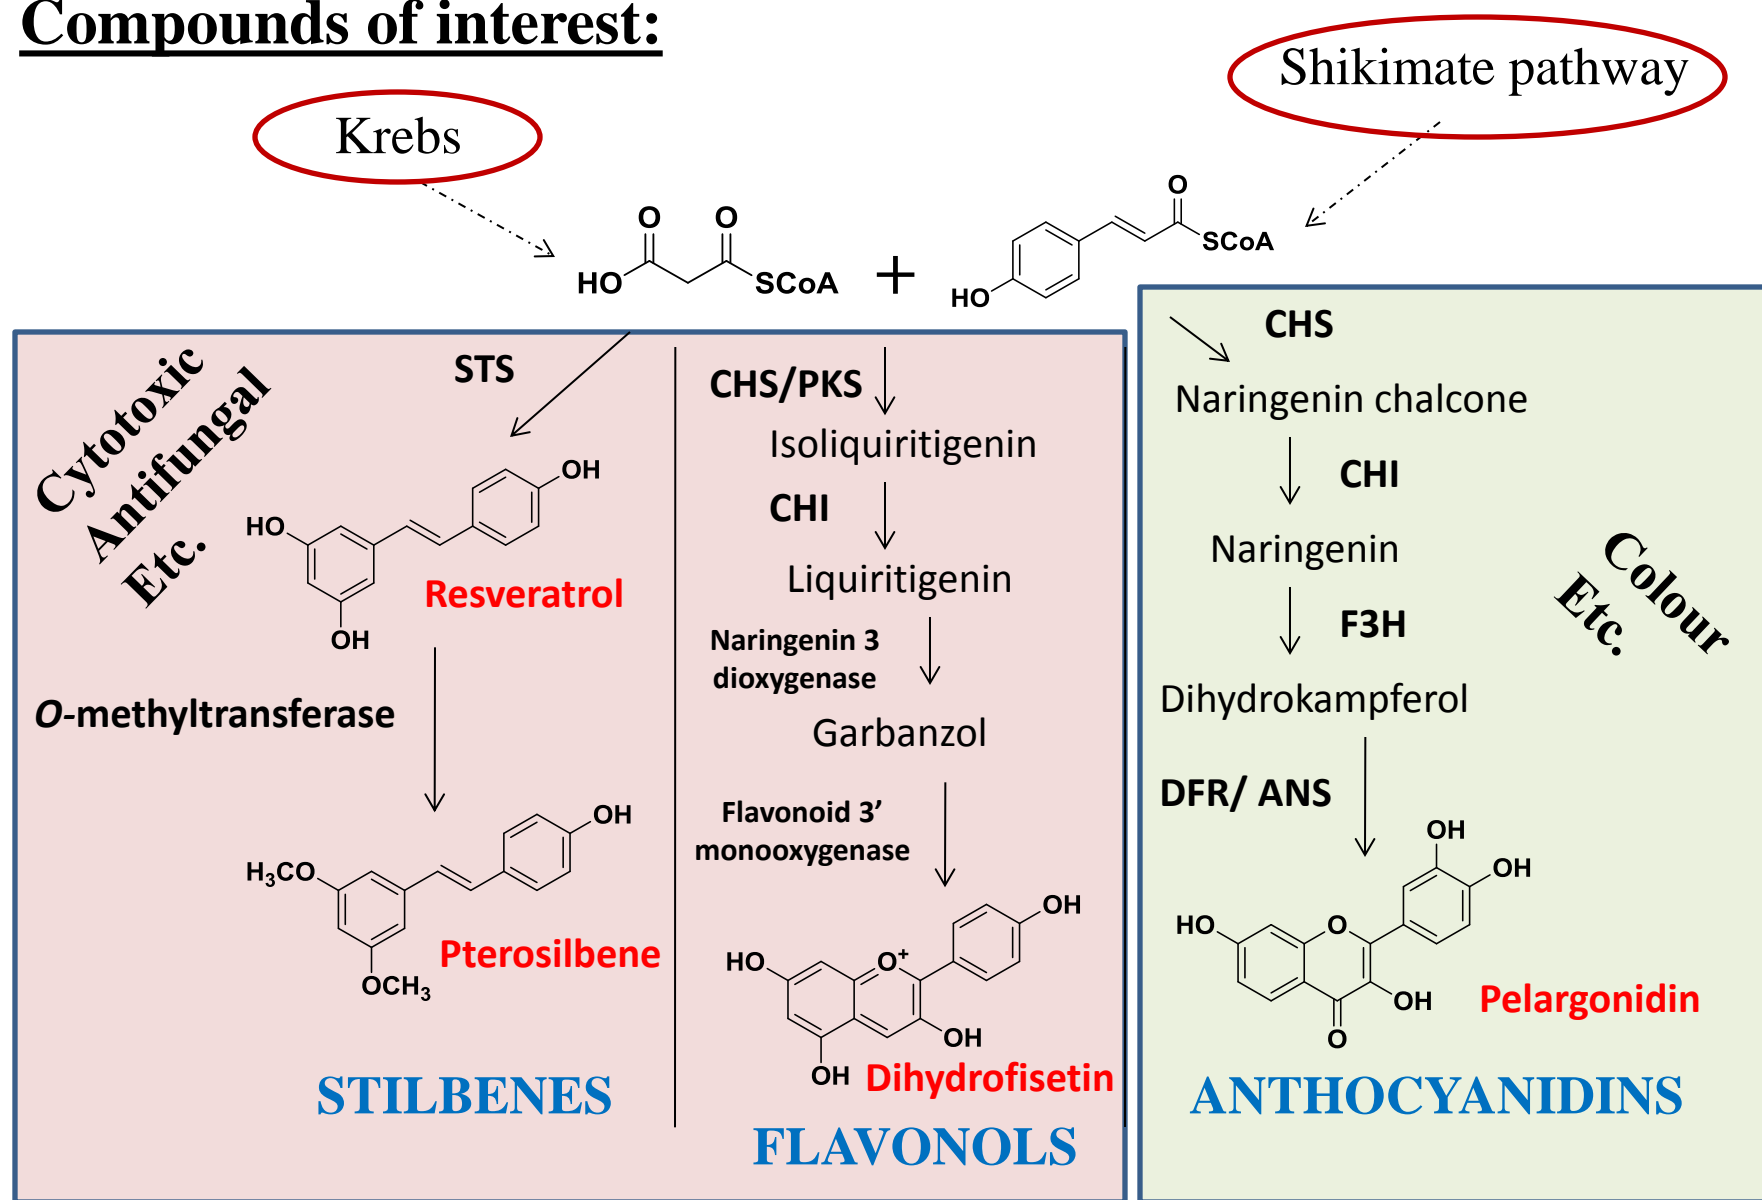 Compounds of interest:
Krebs
Shikimate pathway
O
O
HO
SCoA
+
O
SCoA
HO
Cytotoxic
Antifungal
Etc.
STS
OH
HO
OH
Resveratrol
O-methyltransferase
OH
H3CO
OCH3
Pterosilbene
STILBENES
CHS/PKS
Isoliquiritigenin
CHI
Liquiritigenin
Naringenin 3
dioxygenase
Garbanzol
Flavonoid 3’
monooxygenase
OH
HO
O+
OH
OH
Dihydrofisetin
FLAVONOLS
CHS
Naringenin chalcone
CHI
Naringenin
F3H
Dihydrokampferol
DFR/ ANS
Colour
Etc.
OH
OH
HO
O
OH
O
Pelargonidin
ANTHOCYANIDINS